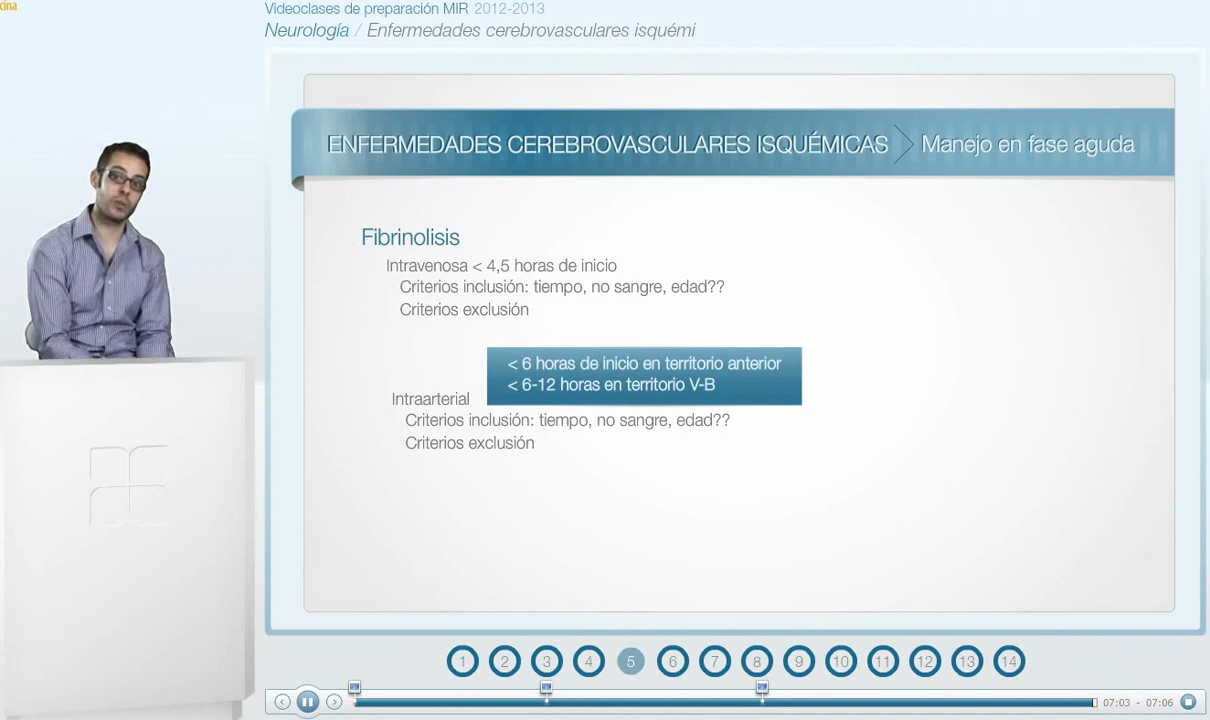 cina
Videoclases de preparación MIR 2012-2013
Neurología / Enfermedades cerebrovasculares isquémi
ENFERMEDADES CEREBROVASCULARES ISQUÉMICAS > Manejo en fase aguda
Fibrinolisis
Intravenosa < 4,5 horas de inicio
Criterios inclusión: tiempo, no sangre, edad??
Criterios exclusión
< 6 horas de inicio en territorio anterior
< 6-12 horas en territorio V-B
Intraarterial
Criterios inclusión: tiempo, no sangre, edad??
Criterios exclusión
1 2 3 4 5 6 7 8 9 10 11 12 13 14
07:03 - 07:06